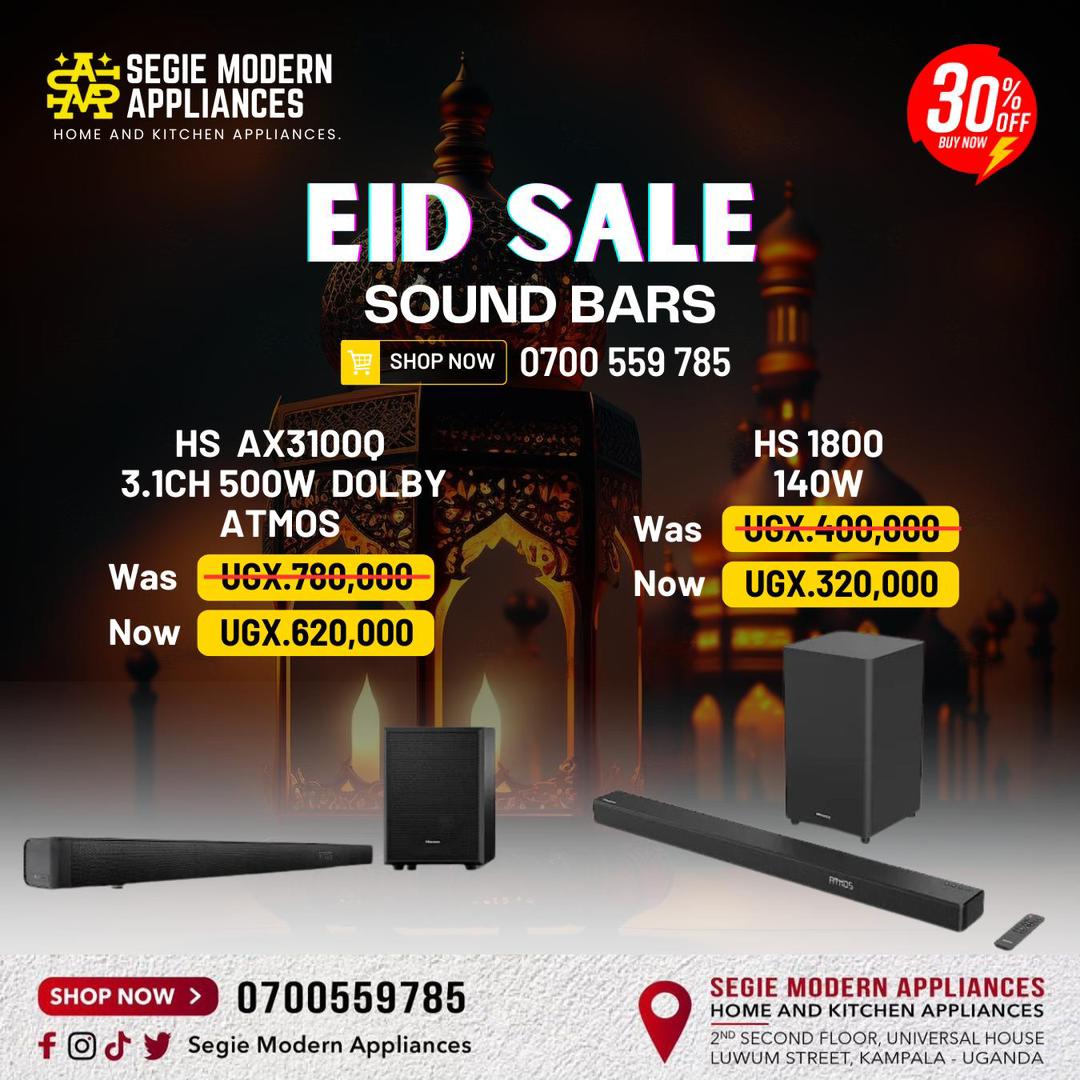 SEGIE MODERN
APPLIANCES
HOME AND KITCHEN APPLIANCES.
30% OFF
BUY NOW
EID SALE
SOUND BARS
SHOP NOW 0700 559 785
HS AX3100Q
3.1CH 500W DOLBY
ATMOS
Was UGX.780,000
Now UGX.620,000
HS 1800
140W
Was UGX.400,000
Now UGX.320,000
Hisense
ATMOS
SHOP NOW > 0700559785
Segie Modern Appliances
SEGIE MODERN APPLIANCES
HOME AND KITCHEN APPLIANCES
2ND SECOND FLOOR, UNIVERSAL HOUSE
LUWUM STREET, KAMPALA - UGANDA